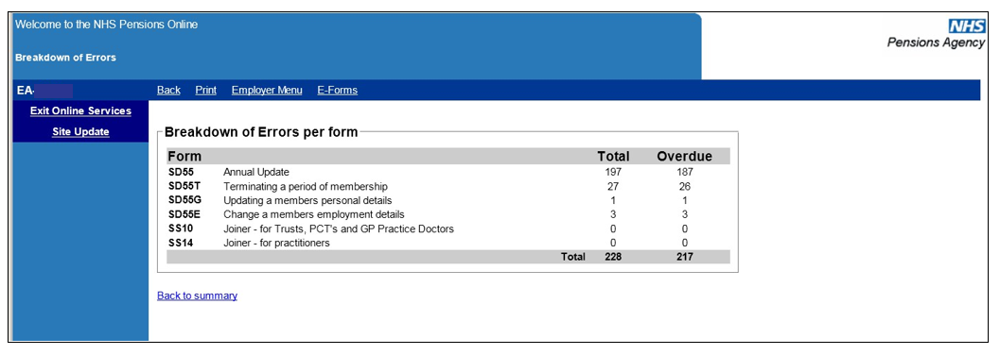 Welcome to the NHS Pensions Online
NHS
Pensions Agency
Breakdown of Errors
EA-
Back Print Employer Menu E-Forms
Exit Online Services
Site Update
Breakdown of Errors per form
Form Total Overdue
SD55 Annual Update 197 187
SD55T Terminating a period of membership 27 26
SD55G Updating a members personal details 1 1
SD55E Change a members employment details 3 3
SS10 Joiner - for Trusts, PCT's and GP Practice Doctors 0 0
SS14 Joiner - for practitioners 0 0
Total 228 217
Back to summary